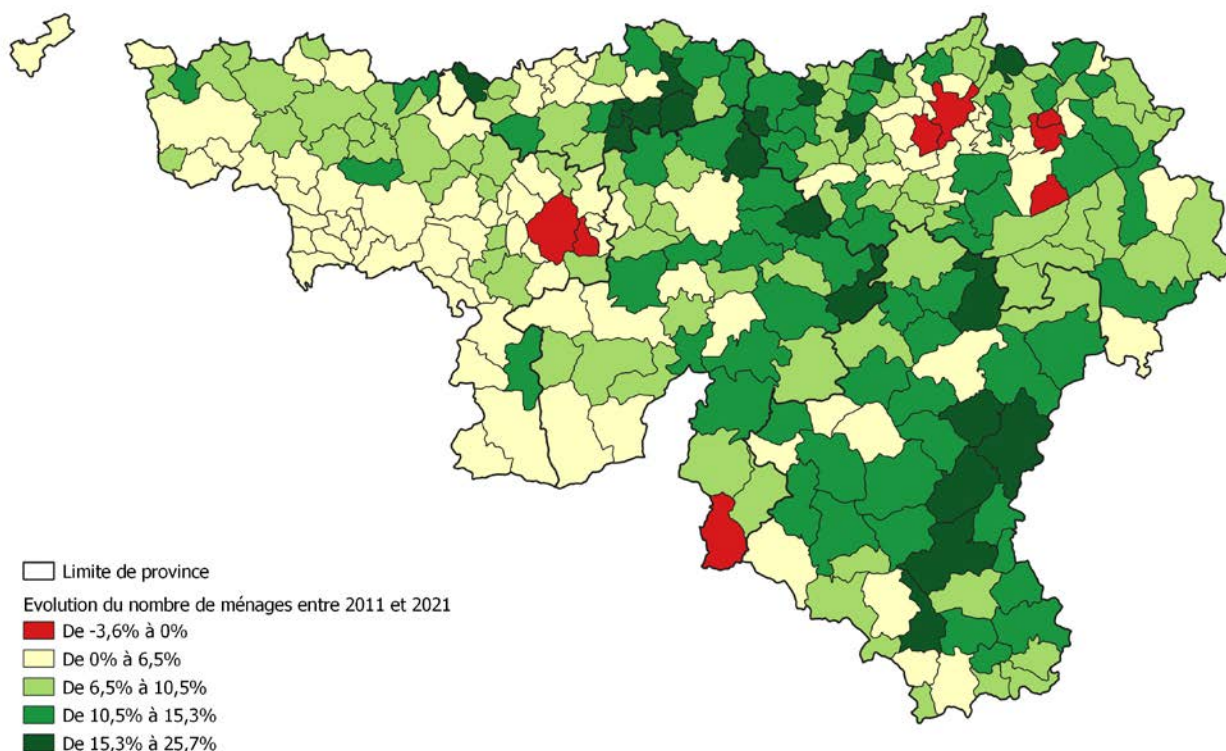 Limite de province
Evolution du nombre de ménages entre 2011 et 2021
De -3,6% à 0%
De 0% à 6,5%
De 6,5% à 10,5%
De 10,5% à 15,3%
De 15,3% à 25,7%